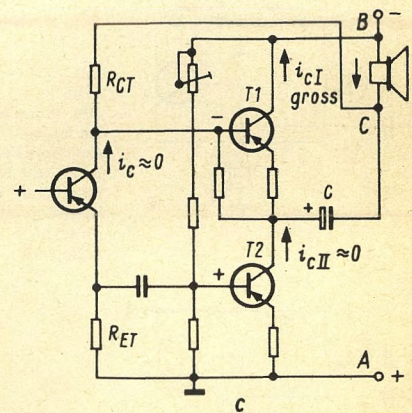 B −
R_CT
T1
i_cI
gross
C
−
i_c≈0
+
+ C
T2
i_cII≈0
+
R_ET
A +
c